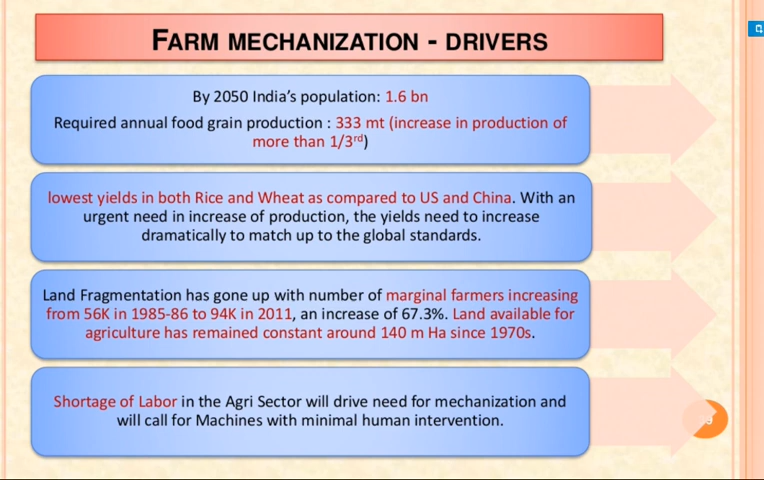 FARM MECHANIZATION - DRIVERS
By 2050 India's population: 1.6 bn
Required annual food grain production : 333 mt (increase in production of
more than 1/3rd)
lowest yields in both Rice and Wheat as compared to US and China. With an
urgent need in increase of production, the yields need to increase
dramatically to match up to the global standards.
Land Fragmentation has gone up with number of marginal farmers increasing
from 56K in 1985-86 to 94K in 2011, an increase of 67.3%. Land available for
agriculture has remained constant around 140 m Ha since 1970s.
Shortage of Labor in the Agri Sector will drive need for mechanization and
will call for Machines with minimal human intervention.